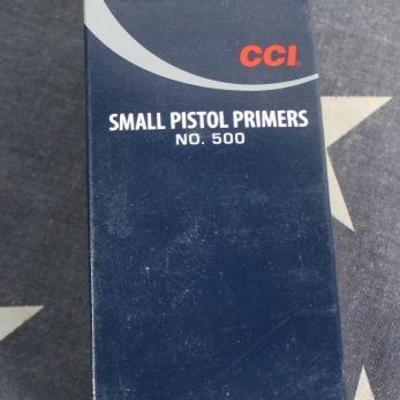 CCI
SMALL PISTOL PRIMERS
NO. 500